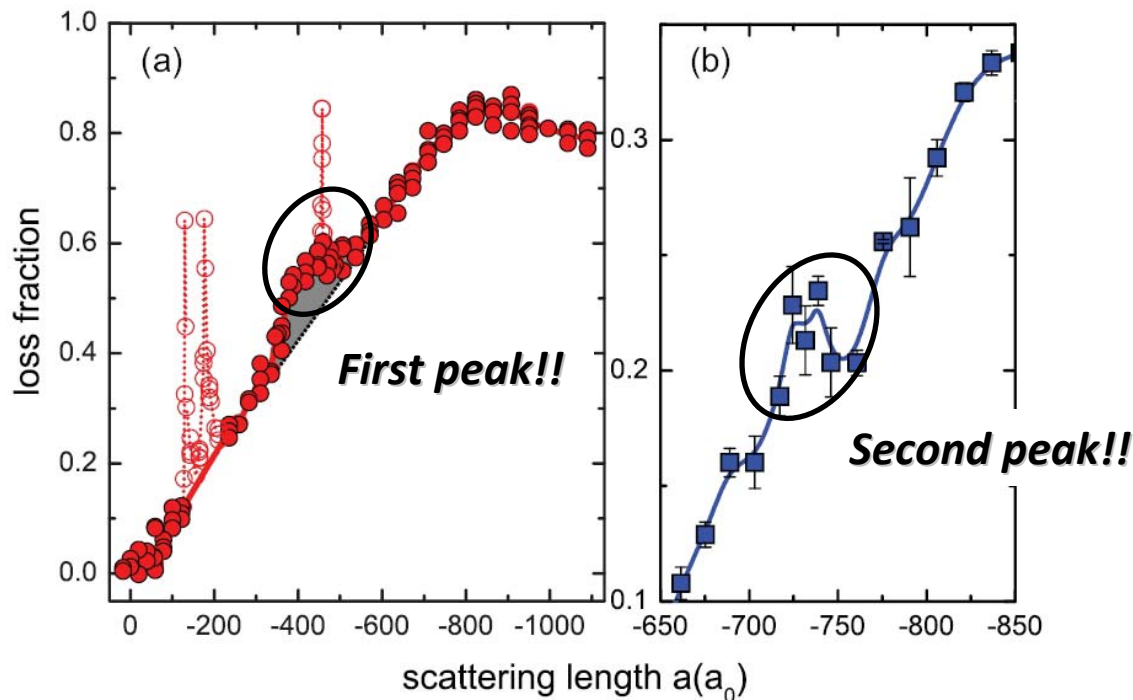 1.0
(a)
0.8
0.6
0.4
0.2
0.0
loss fraction
First peak!!
0 -200 -400 -600 -800 -1000
(b)
0.3
0.2
0.1
Second peak!!
-650 -700 -750 -800 -850
scattering length a(a₀)